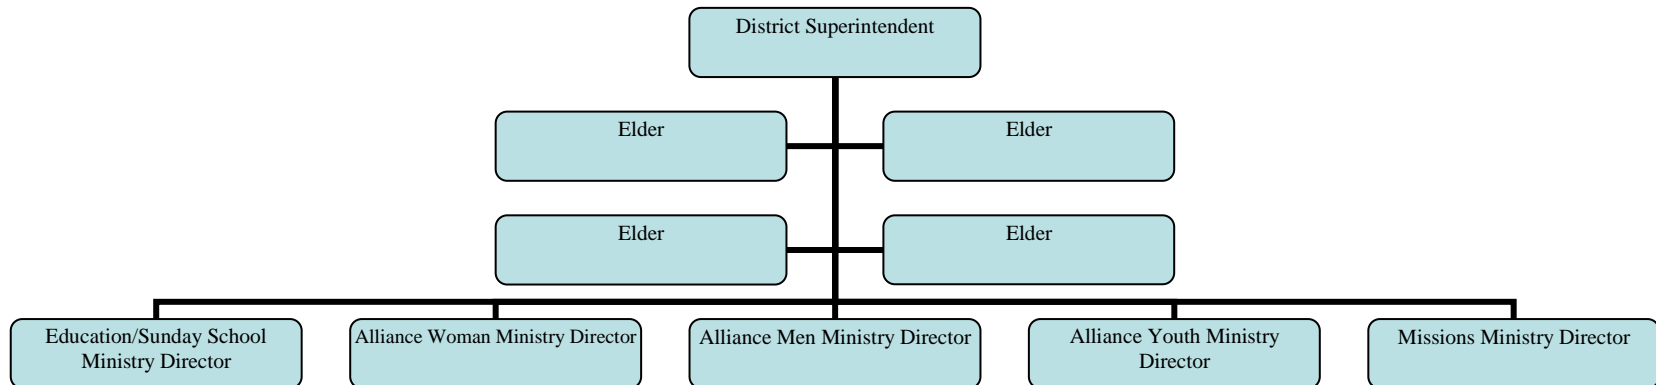 District Superintendent
Elder
Elder
Elder
Elder
Education/Sunday School
Ministry Director
Alliance Woman Ministry Director
Alliance Men Ministry Director
Alliance Youth Ministry
Director
Missions Ministry Director